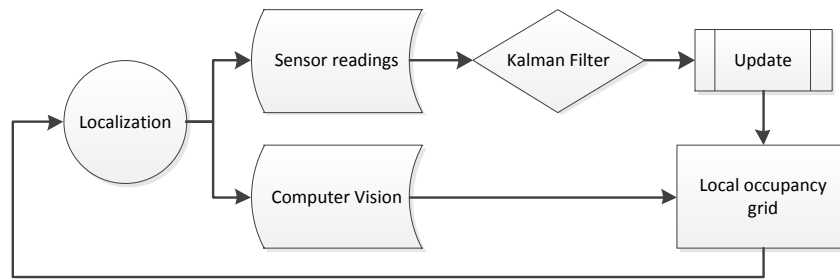 Sensor readings
Kalman Filter
Update
Localization
Computer Vision
Local occupancy
grid